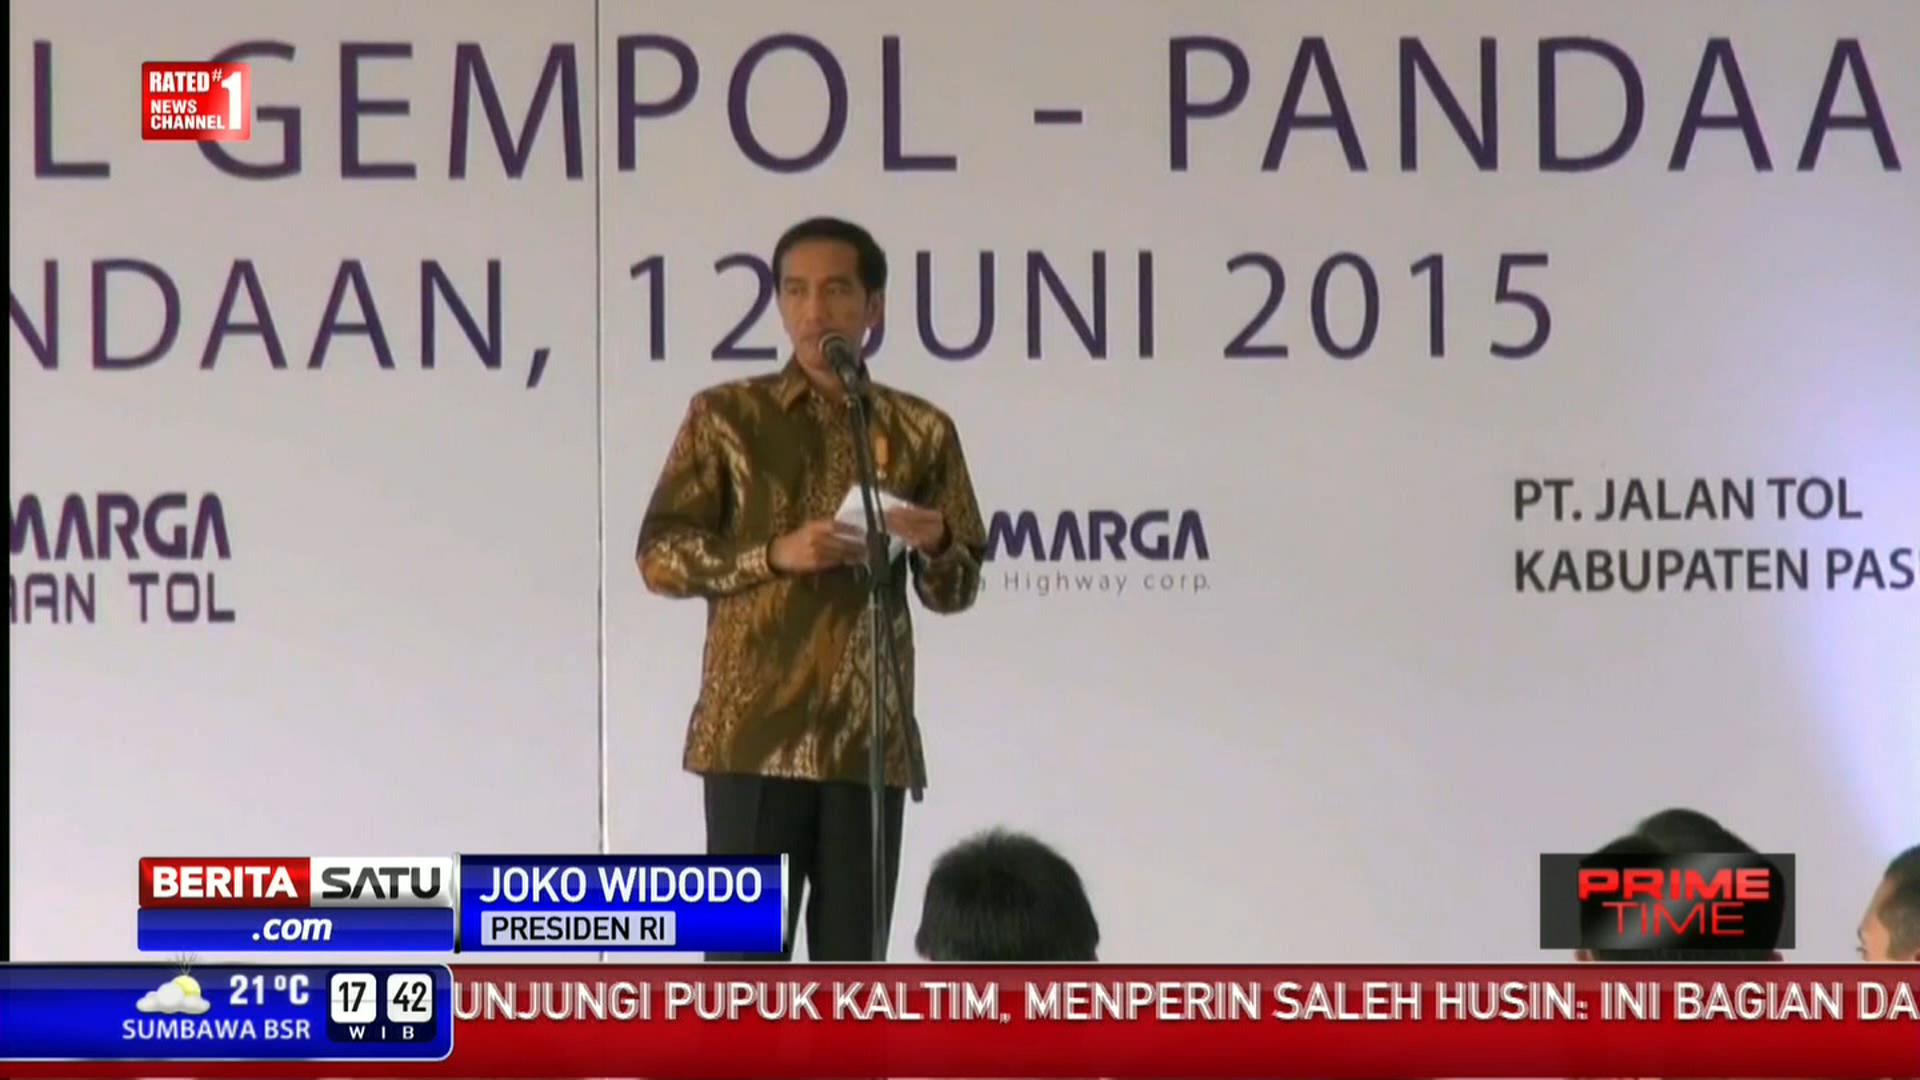 L GEMPOL - PANDAA
NDAAN, 12 JUNI 2015
RATED #1
NEWS
CHANNEL
MARGA
AAN TOL
MARGA
a Highway corp.
PT. JALAN TOL
KABUPATEN PAS
BERITA SATU
.com
JOKO WIDODO
PRESIDEN RI
PRIME
TIME
21°C
SUMBAWA BSR
17 42
WIB
UNJUNGI PUPUK KALTIM, MENPERIN SALEH HUSIN: INI BAGIAN DA